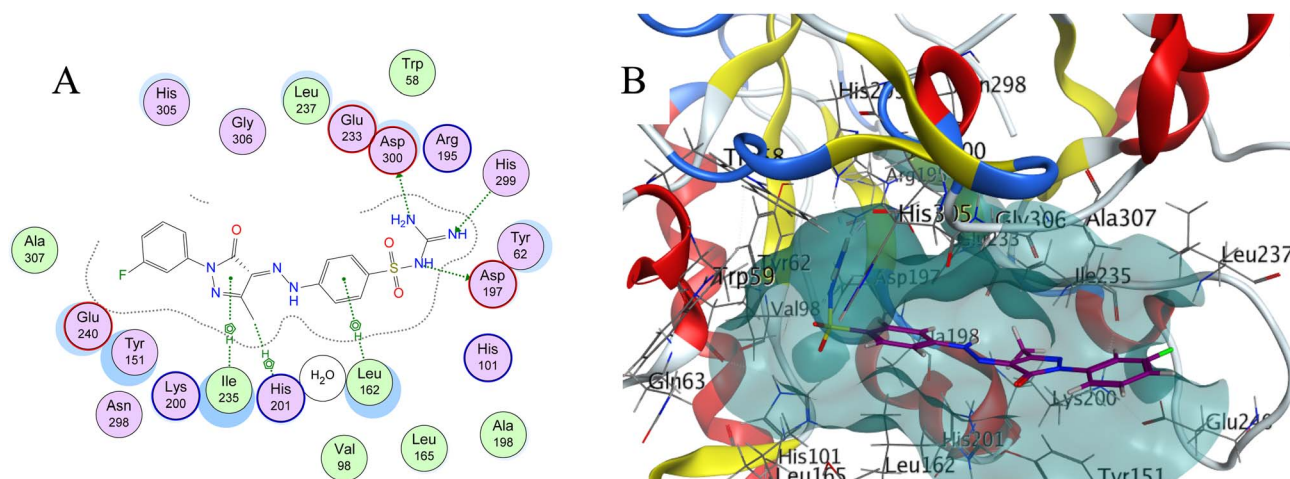 A
Trp
58
His
305
Leu
237
Gly
306
Glu
233
Asp
300
Arg
195
His
299
H₂N
NH
Ala
307
O
F
N
N
N
N
H
S
O
O
NH
Tyr
62
Asp
197
Glu
240
Tyr
151
Lys
200
Ile
235
H
H
His
201
H₂O
H
Leu
162
His
101
Asn
298
Val
98
Leu
165
Ala
198
B
Arg195
His305
Gly306
Ala307
Leu237
Tyr62
Asp197
Ile235
Trp59
Val98
Gln63
Lys200
His201
His101
Leu165
Leu162
Tyr151